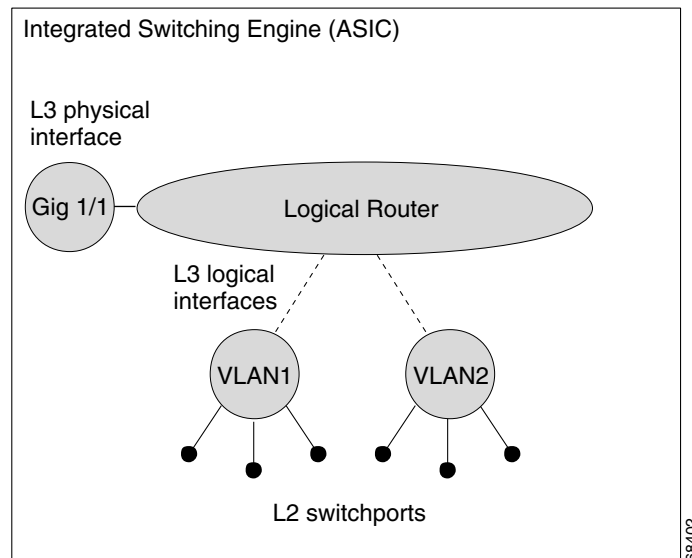 Integrated Switching Engine (ASIC)
L3 physical
interface
Gig 1/1
Logical Router
L3 logical
interfaces
VLAN1
VLAN2
L2 switchports
68402